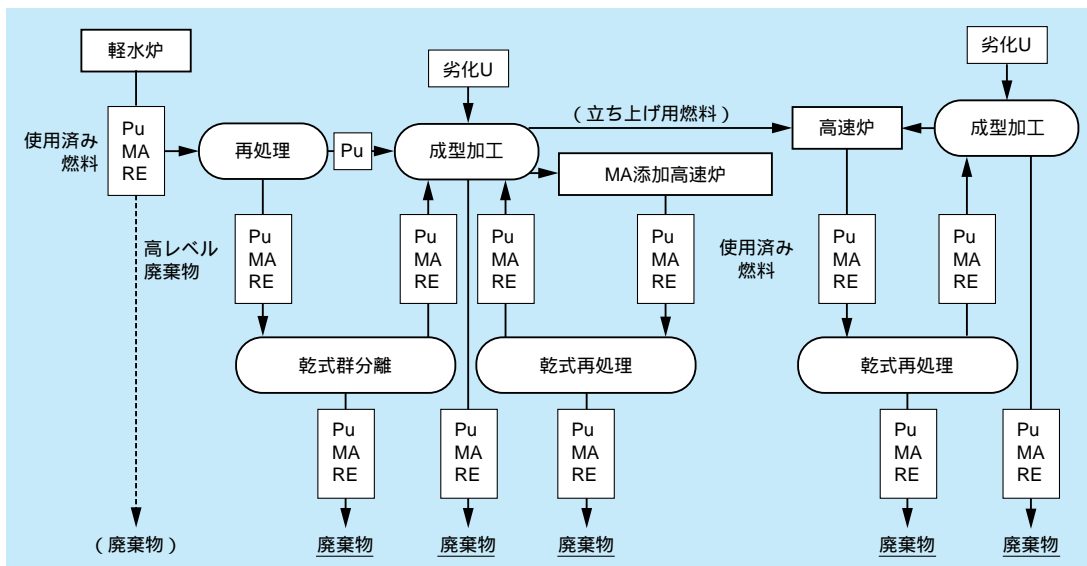 軽水炉
劣化U
劣化U
使用済み
燃料
Pu
MA
RE
再処理
Pu
成型加工
（立ち上げ用燃料）
高速炉
成型加工
MA添加高速炉
高レベル
廃棄物
Pu
MA
RE
Pu
MA
RE
Pu
MA
RE
Pu
MA
RE
使用済み
燃料
Pu
MA
RE
Pu
MA
RE
乾式群分離
乾式再処理
乾式再処理
Pu
MA
RE
Pu
MA
RE
Pu
MA
RE
Pu
MA
RE
Pu
MA
RE
（廃棄物）
廃棄物
廃棄物
廃棄物
廃棄物
廃棄物